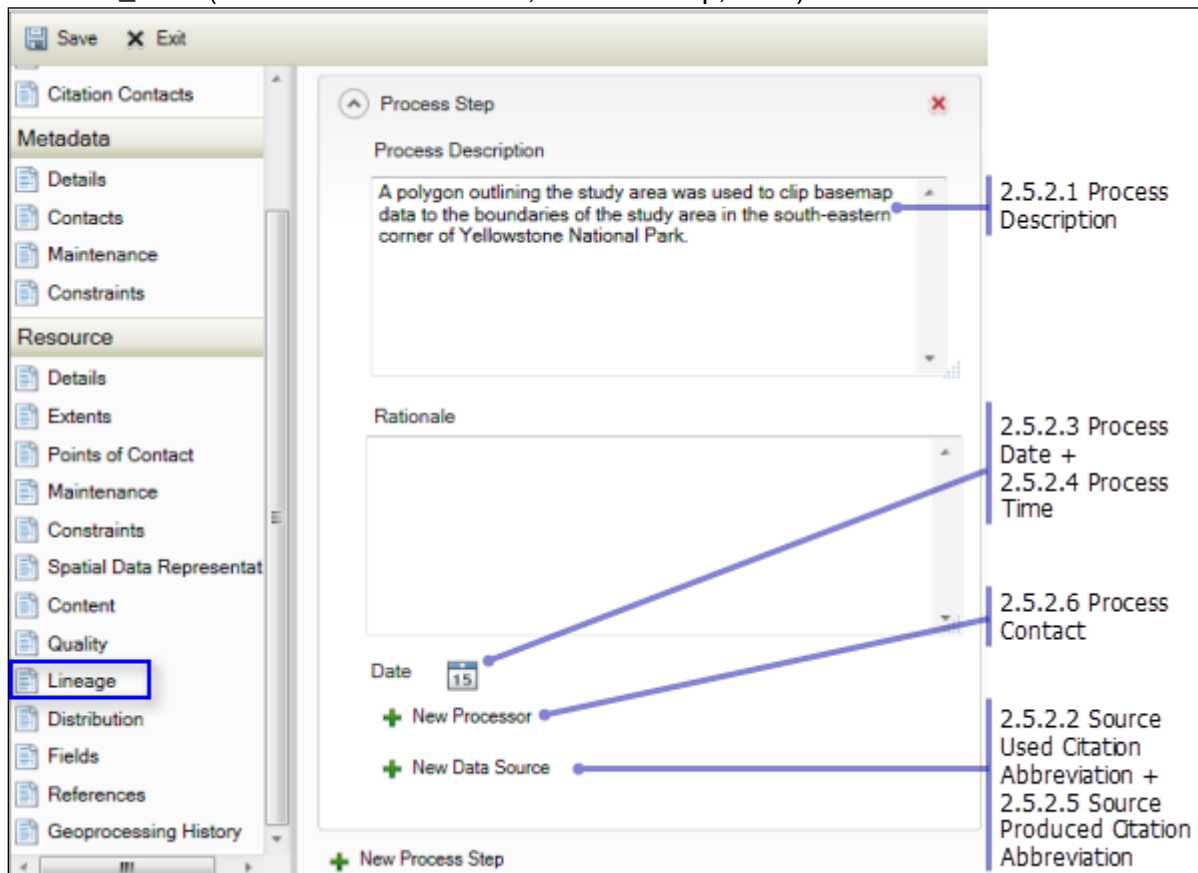 Save Exit
Citation Contacts
Metadata
Details
Contacts
Maintenance
Constraints
Resource
Details
Extents
Points of Contact
Maintenance
Constraints
Spatial Data Representat
Content
Quality
Lineage
Distribution
Fields
References
Geoprocessing History
Process Step
Process Description
A polygon outlining the study area was used to clip basemap
data to the boundaries of the study area in the south-eastern
corner of Yellowstone National Park.
Rationale
Date 15
New Processor
New Data Source
New Process Step
2.5.2.1 Process
Description
2.5.2.3 Process
Date +
2.5.2.4 Process
Time
2.5.2.6 Process
Contact
2.5.2.2 Source
Used Citation
Abbreviation +
2.5.2.5 Source
Produced Citation
Abbreviation